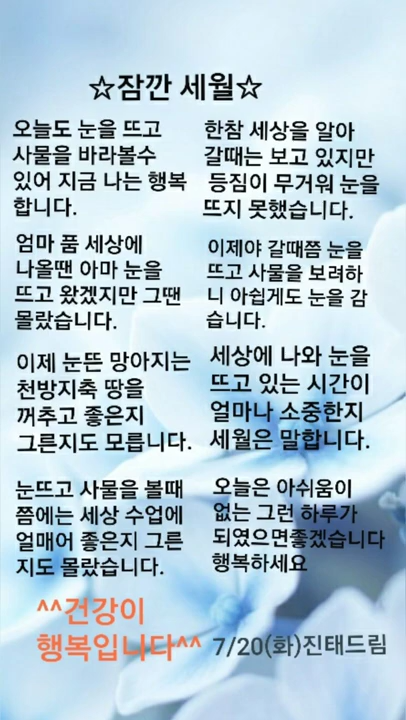 ☆잠깐 세월☆
오늘도 눈을 뜨고
사물을 바라볼수
있어 지금 나는 행복
합니다.
엄마 품 세상에
나올땐 아마 눈을
뜨고 왔겠지만 그땐
몰랐습니다.
이제 눈뜬 망아지는
천방지축 땅을
꺼추고 좋은지
그른지도 모릅니다.
눈뜨고 사물을 볼때
쯤에는 세상 수업에
얼매어 좋은지 그른
지도 몰랐습니다.
한참 세상을 알아
갈때는 보고 있지만
등짐이 무거워 눈을
뜨지 못했습니다.
이제야 갈때쯤 눈을
뜨고 사물을 보려하
니 아쉽게도 눈을 감
습니다.
세상에 나와 눈을
뜨고 있는 시간이
얼마나 소중한지
세월은 말합니다.
오늘은 아쉬움이
없는 그런 하루가
되였으면좋겠습니다
행복하세요
^^건강이
행복입니다^^
7/20(화)진태드림